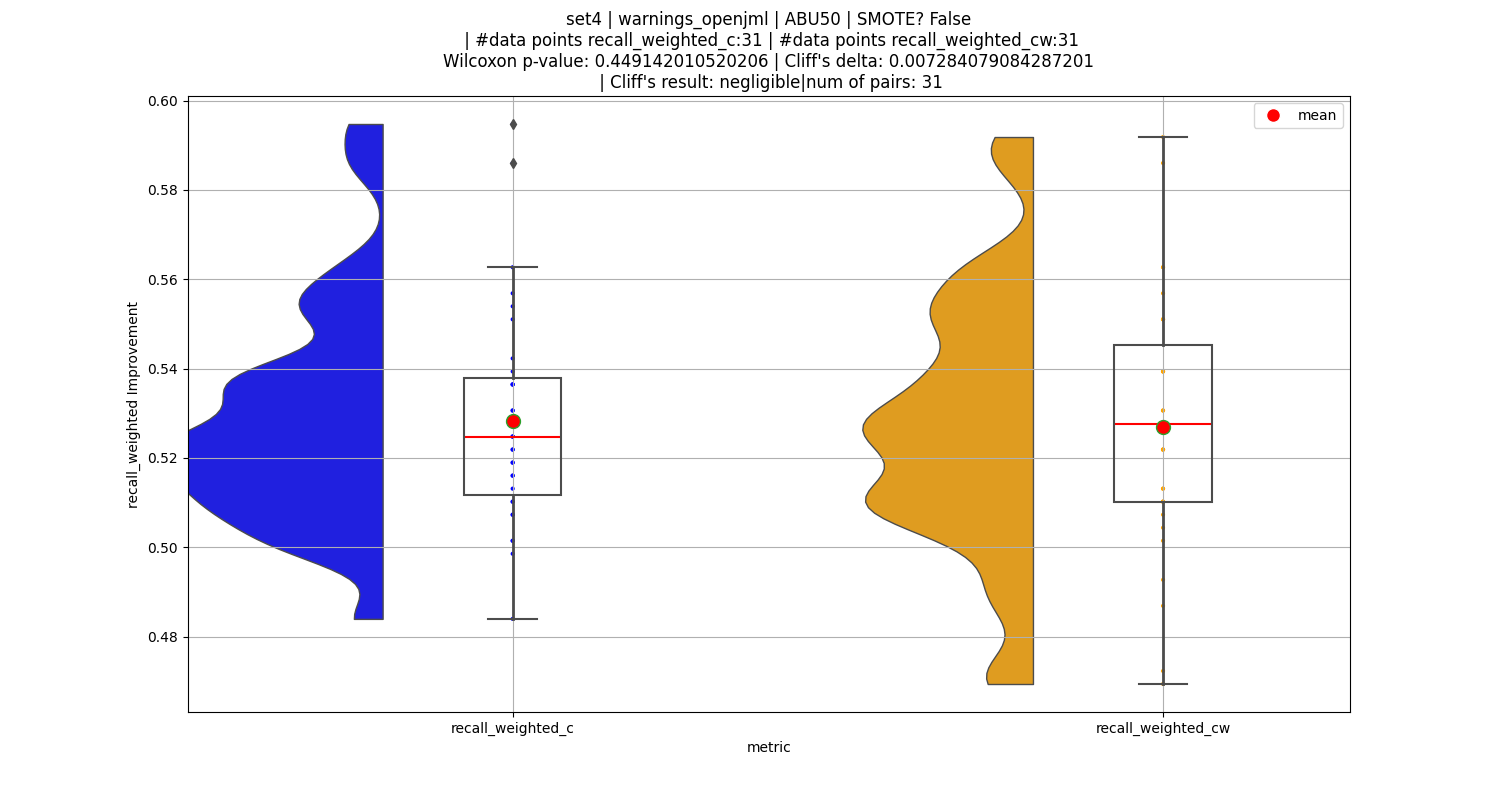 set4 | warnings_openjml | ABU50 | SMOTE? False
| #data points recall_weighted_c:31 | #data points recall_weighted_cw:31
Wilcoxon p-value: 0.449142010520206 | Cliff's delta: 0.007284079084287201
| Cliff's result: negligible|num of pairs: 31
mean
0.60
0.58
0.56
0.54
0.52
0.50
0.48
recall_weighted Improvement
recall_weighted_c
recall_weighted_cw
metric